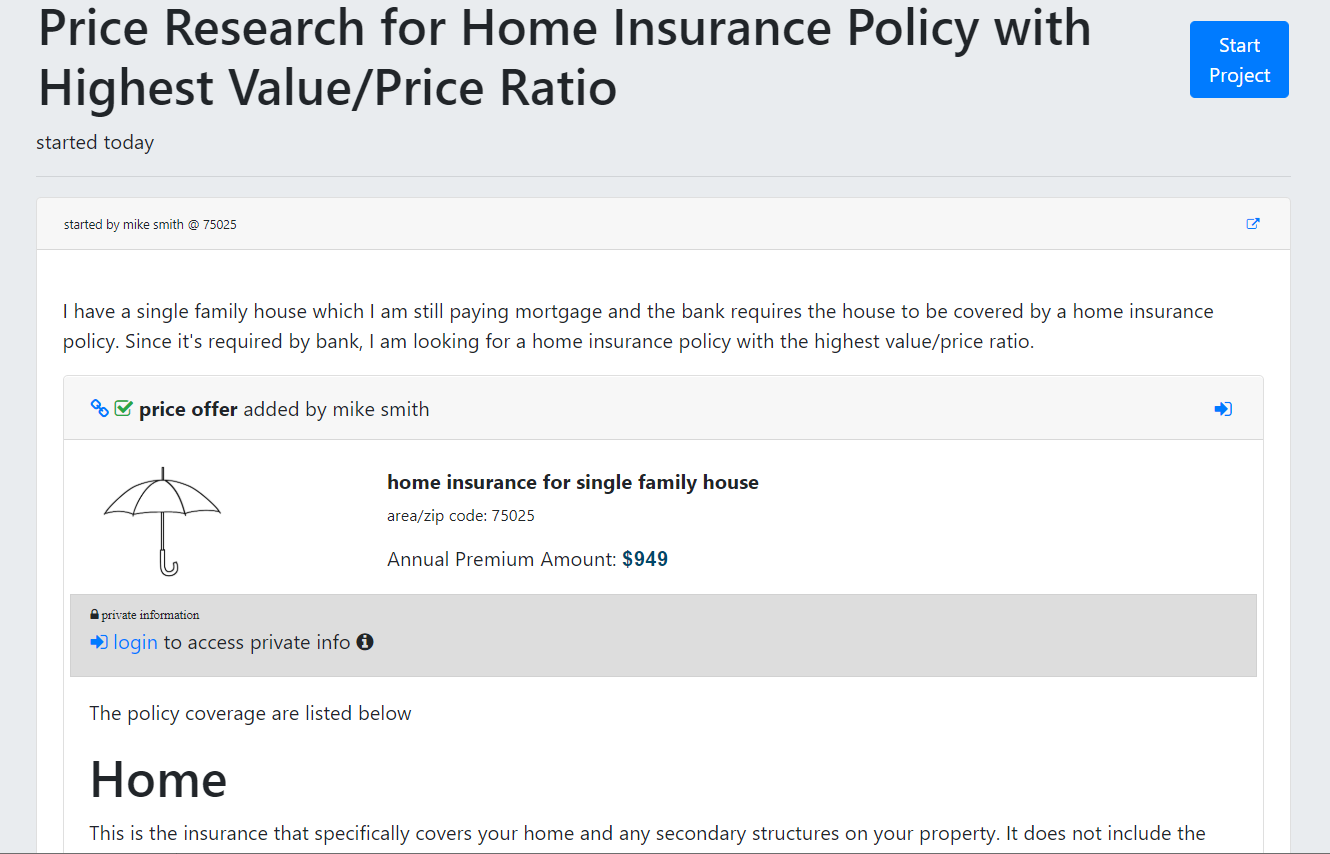 Price Research for Home Insurance Policy with
Highest Value/Price Ratio
Start
Project
started today
started by mike smith @ 75025
I have a single family house which I am still paying mortgage and the bank requires the house to be covered by a home insurance
policy. Since it's required by bank, I am looking for a home insurance policy with the highest value/price ratio.
price offer added by mike smith
home insurance for single family house
area/zip code: 75025
Annual Premium Amount: $949
private information
login to access private info
The policy coverage are listed below
Home
This is the insurance that specifically covers your home and any secondary structures on your property. It does not include the